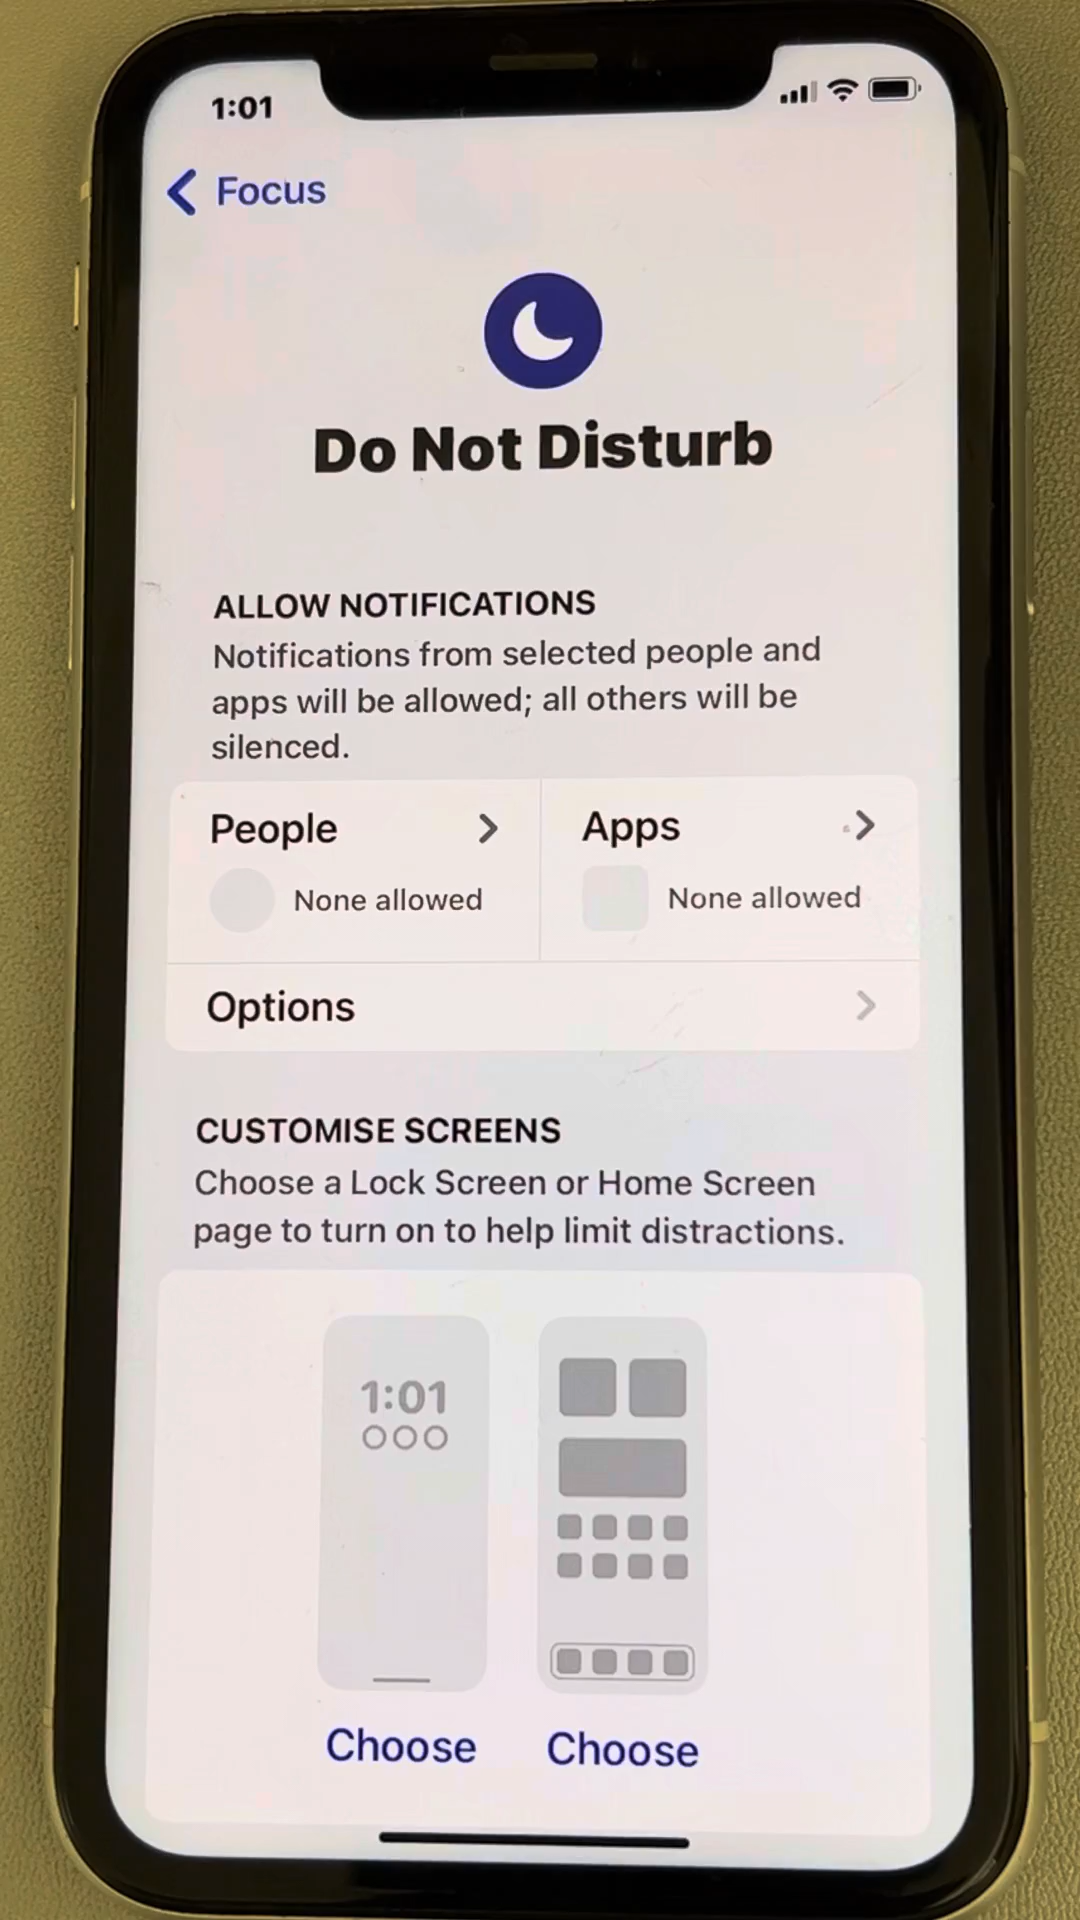 1:01
Focus
Do Not Disturb
ALLOW NOTIFICATIONS
Notifications from selected people and
apps will be allowed; all others will be
silenced.
People
Apps
None allowed
None allowed
Options
CUSTOMISE SCREENS
Choose a Lock Screen or Home Screen
page to turn on to help limit distractions.
1:01
Choose
Choose